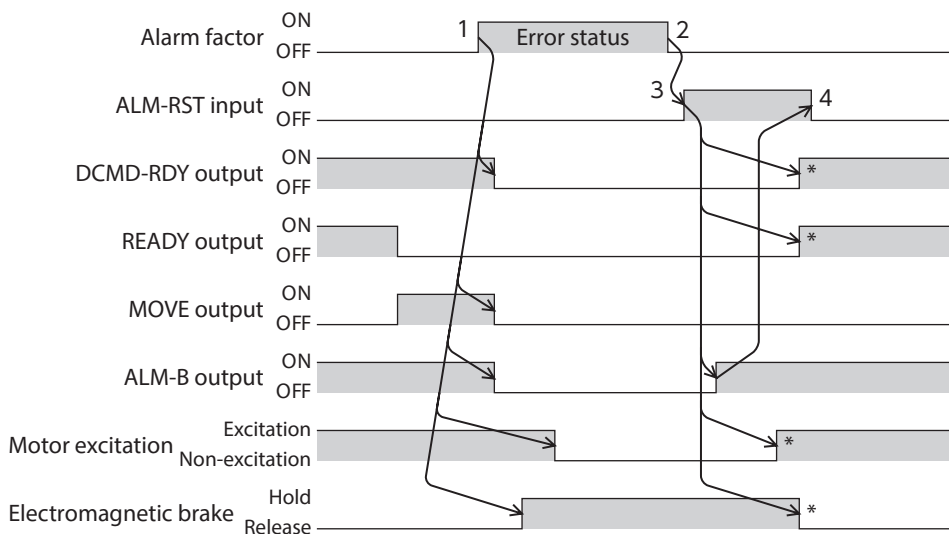 ON
Alarm factor
OFF
1
Error status
2
ON
ALM-RST input
OFF
3
4
ON
DCMD-RDY output
OFF
*
ON
READY output
OFF
*
ON
MOVE output
OFF
ON
ALM-B output
OFF
Excitation
Motor excitation
Non-excitation
*
Hold
Electromagnetic brake
Release
*